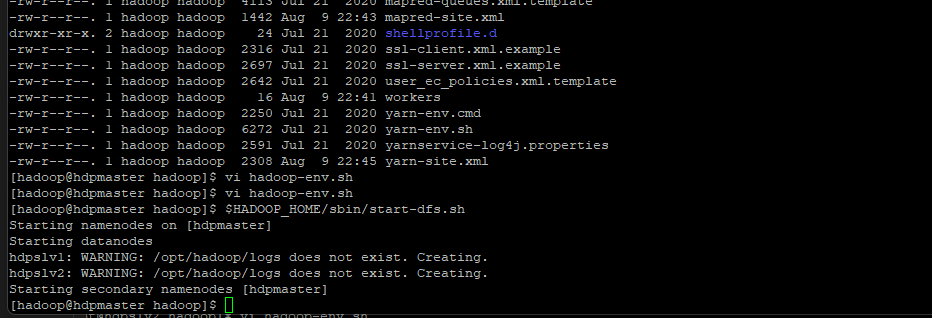 -rw-r--r--. 1 hadoop hadoop  4113 Jul 21  2020 mapred-queues.xml.template
-rw-r--r--. 1 hadoop hadoop  1442 Aug  9 22:43 mapred-site.xml
drwxr-xr-x. 2 hadoop hadoop    24 Jul 21  2020 shellprofile.d
-rw-r--r--. 1 hadoop hadoop  2316 Jul 21  2020 ssl-client.xml.example
-rw-r--r--. 1 hadoop hadoop  2697 Jul 21  2020 ssl-server.xml.example
-rw-r--r--. 1 hadoop hadoop  2642 Jul 21  2020 user_ec_policies.xml.template
-rw-r--r--. 1 hadoop hadoop    16 Aug  9 22:41 workers
-rw-r--r--. 1 hadoop hadoop  2250 Jul 21  2020 yarn-env.cmd
-rw-r--r--. 1 hadoop hadoop  6272 Jul 21  2020 yarn-env.sh
-rw-r--r--. 1 hadoop hadoop  2591 Jul 21  2020 yarnservice-log4j.properties
-rw-r--r--. 1 hadoop hadoop  2308 Aug  9 22:45 yarn-site.xml
[hadoop@hdpmaster hadoop]$ vi hadoop-env.sh
[hadoop@hdpmaster hadoop]$ vi hadoop-env.sh
[hadoop@hdpmaster hadoop]$ $HADOOP_HOME/sbin/start-dfs.sh
Starting namenodes on [hdpmaster]
Starting datanodes
hdpslv1: WARNING: /opt/hadoop/logs does not exist. Creating.
hdpslv2: WARNING: /opt/hadoop/logs does not exist. Creating.
Starting secondary namenodes [hdpmaster]
[hadoop@hdpmaster hadoop]$
vi hadoop-env.sh